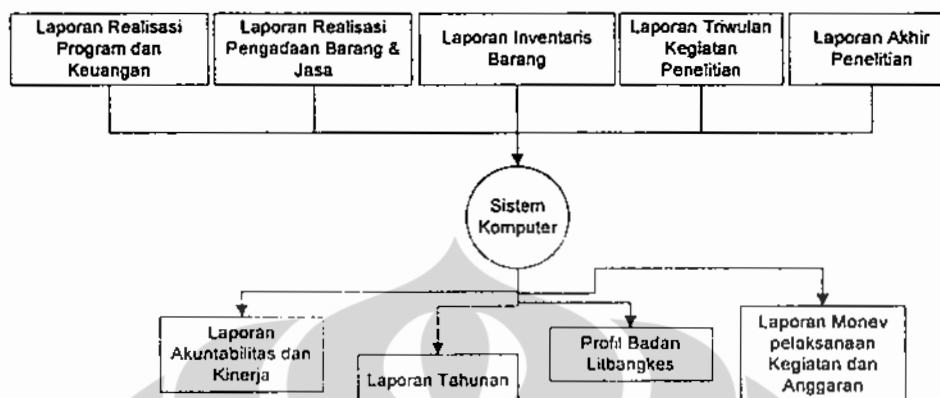 Laporan Realisasi
Program dan
Keuangan
Laporan Realisasi
Pengadaan Barang &
Jasa
Laporan Inventaris
Barang
Laporan Triwulan
Kegiatan
Penelitian
Laporan Akhir
Penelitian
Sistem
Komputer
Laporan
Akuntabilitas dan
Kinerja
Laporan Tahunan
Profil Badan
Litbangkes
Laporan Monev
pelaksanaan
Kegiatan dan
Anggaran